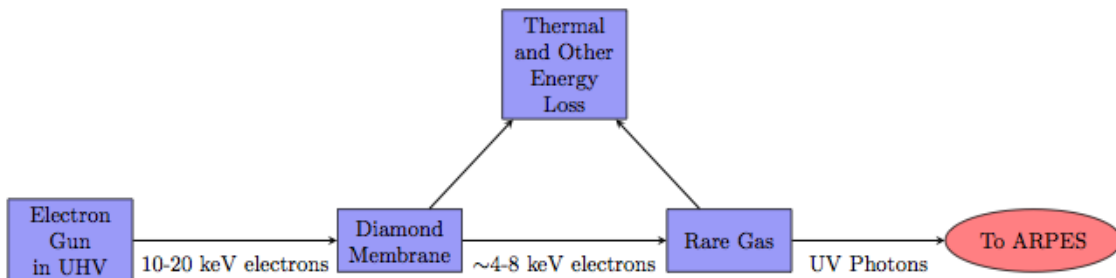 Thermal
and Other
Energy
Loss
Electron
Gun
in UHV
10-20 keV electrons
Diamond
Membrane
~4-8 keV electrons
Rare Gas
UV Photons
To ARPES